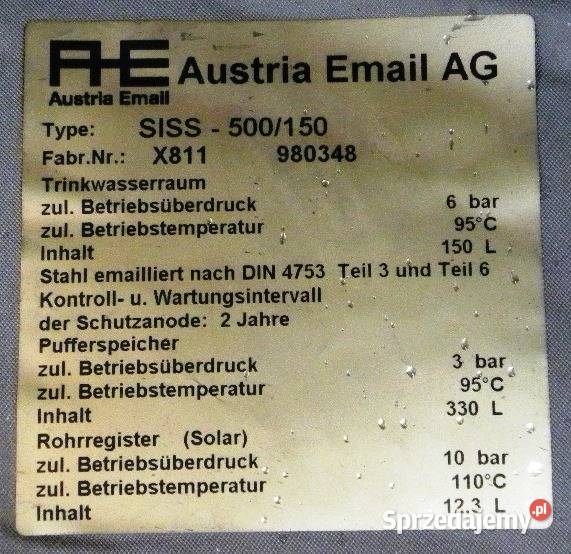 AHE Austria Email AG
Austria Email
Type: SISS - 500/150
Fabr.Nr.: X811 980348
Trinkwasserraum
zul. Betriebsüberdruck 6 bar
zul. Betriebstemperatur 95°C
Inhalt 150 L
Stahl emailliert nach DIN 4753 Teil 3 und Teil 6
Kontroll- u. Wartungsintervall
der Schutzanode: 2 Jahre
Pufferspeicher
zul. Betriebsüberdruck 3 bar
zul. Betriebstemperatur 95°C
Inhalt 330 L
Rohrregister (Solar)
zul. Betriebsüberdruck 10 bar
zul. Betriebstemperatur 110°C
Inhalt 12.3 L
Sprzedajemy.pl